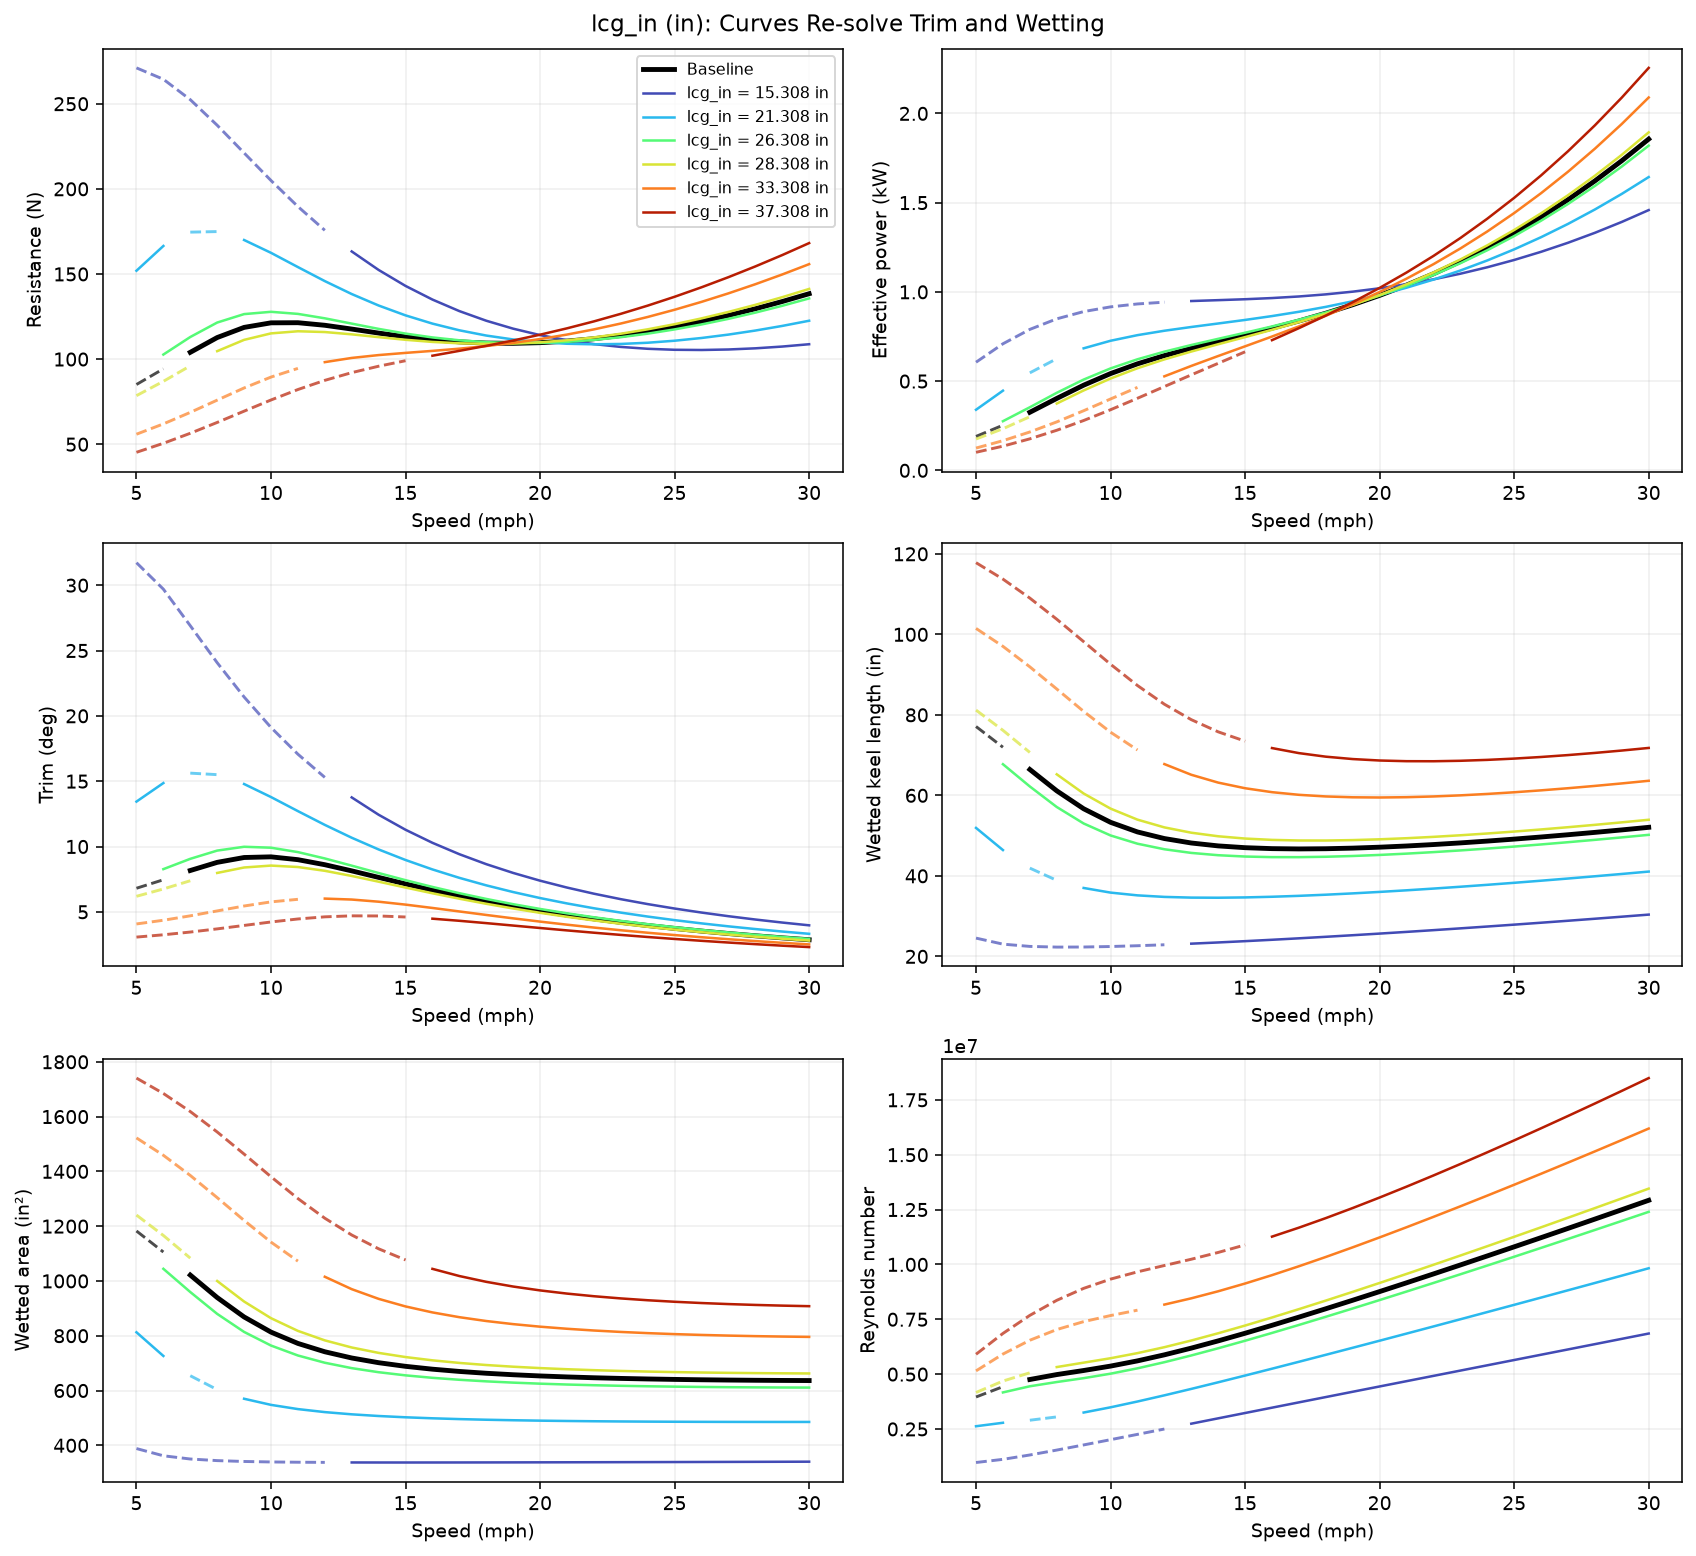 lcg_in (in): Curves Re-solve Trim and Wetting
Resistance (N)
250
200
150
100
50
5 10 15 20 25 30
Speed (mph)
Baseline
lcg_in = 15.308 in
lcg_in = 21.308 in
lcg_in = 26.308 in
lcg_in = 28.308 in
lcg_in = 33.308 in
lcg_in = 37.308 in
Effective power (kW)
2.0
1.5
1.0
0.5
0.0
5 10 15 20 25 30
Speed (mph)
Trim (deg)
30
25
20
15
10
5
5 10 15 20 25 30
Speed (mph)
Wetted keel length (in)
120
100
80
60
40
20
5 10 15 20 25 30
Speed (mph)
Wetted area (in²)
1800
1600
1400
1200
1000
800
600
400
5 10 15 20 25 30
Speed (mph)
1e7
Reynolds number
1.75
1.50
1.25
1.00
0.75
0.50
0.25
5 10 15 20 25 30
Speed (mph)